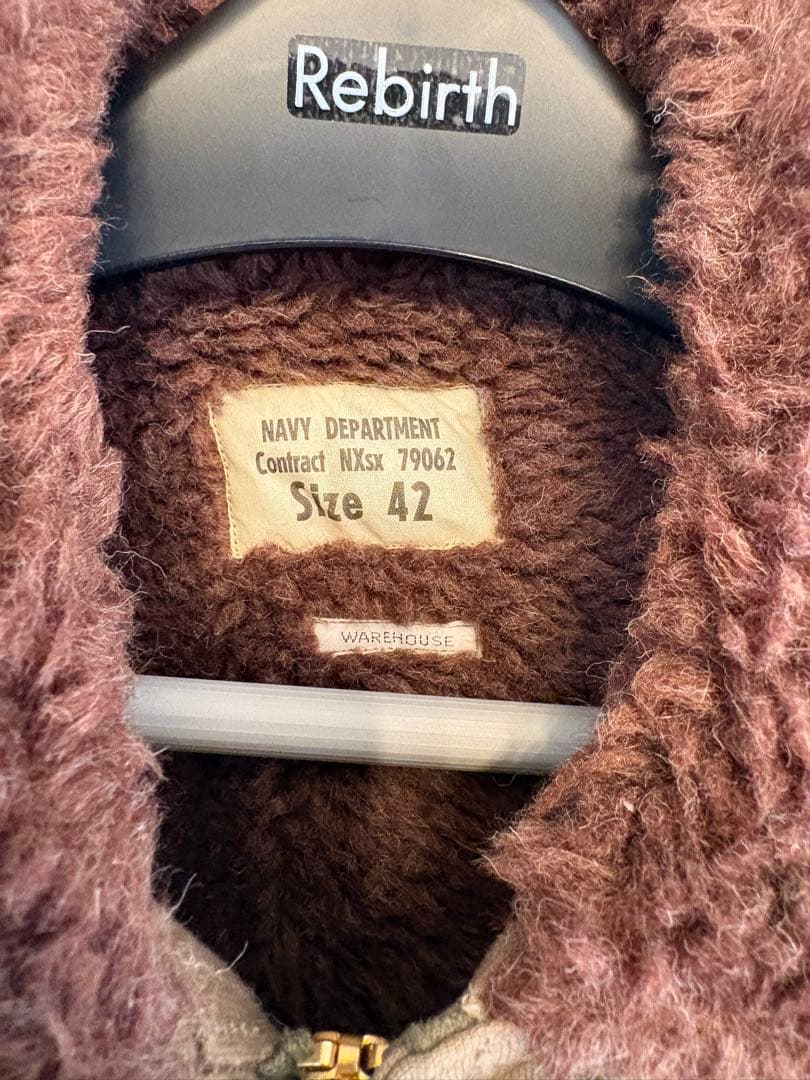 Rebirth
NAVY DEPARTMENT
Contract NXsx 79062
Size 42
WAREHOUSE